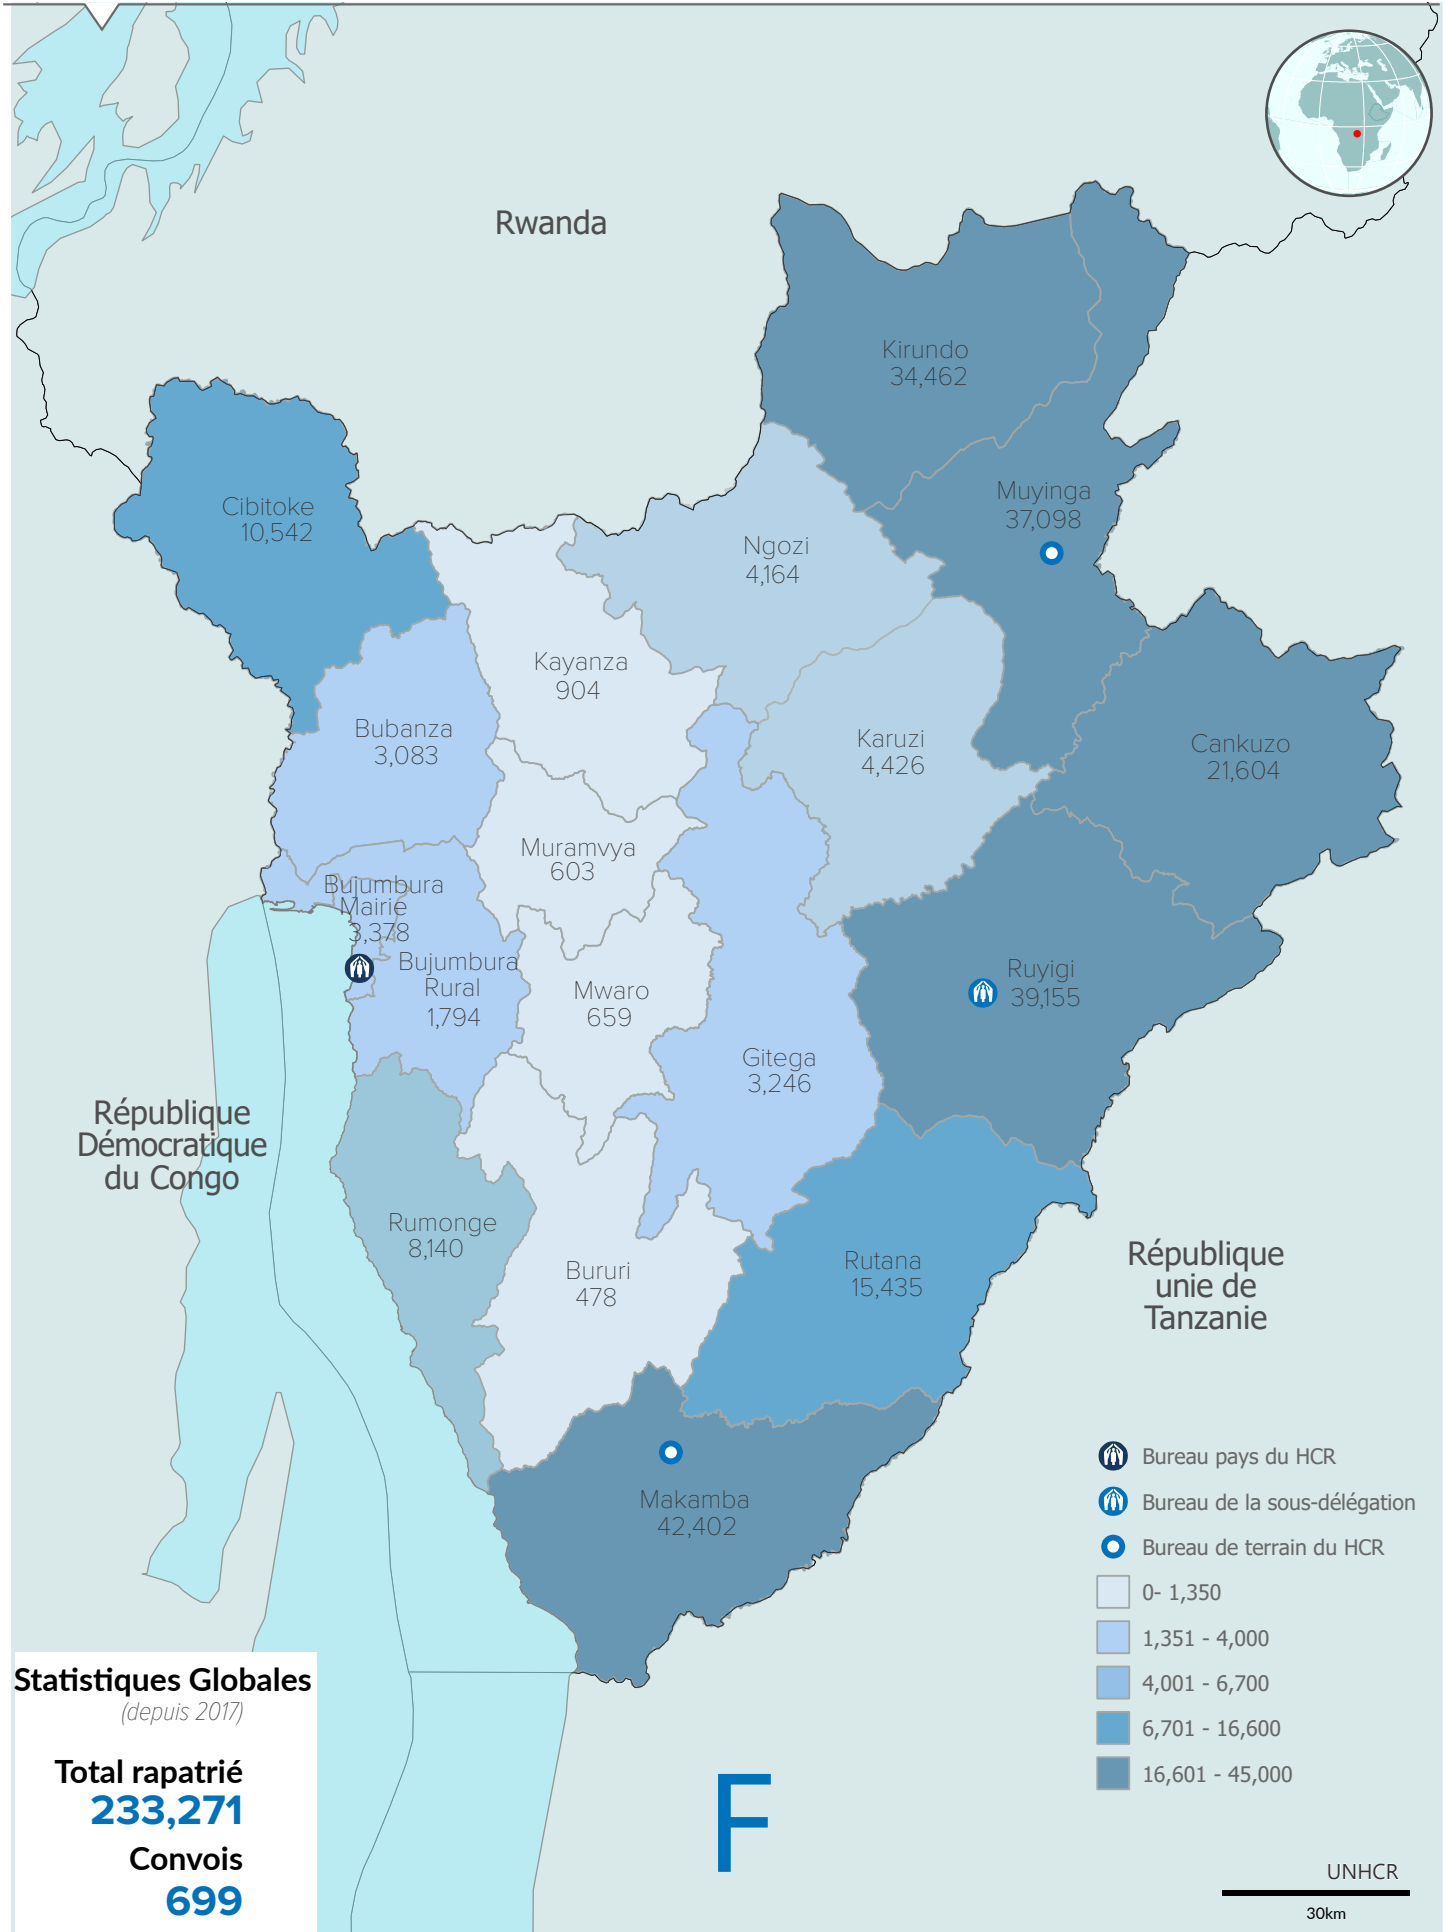 Rwanda
Kirundo
34,462
Muyinga
37,098
Cibitoke
10,542
Ngozi
4,164
Kayanza
904
Bubanza
3,083
Karuzi
4,426
Cankuzo
21,604
Muramvya
603
Bujumbura
Mairie
3,378
Bujumbura
Rural
1,794
Mwaro
659
Ruyigi
39,155
Gitega
3,246
République
Démocratique
du Congo
Rumonge
8,140
Bururi
478
Rutana
15,435
République
unie de
Tanzanie
Makamba
42,402
Bureau pays du HCR
Bureau de la sous-délégation
Bureau de terrain du HCR
0- 1,350
1,351 - 4,000
4,001 - 6,700
6,701 - 16,600
16,601 - 45,000
Statistiques Globales
(depuis 2017)
Total rapatrié
233,271
Convois
699
F
UNHCR
30km